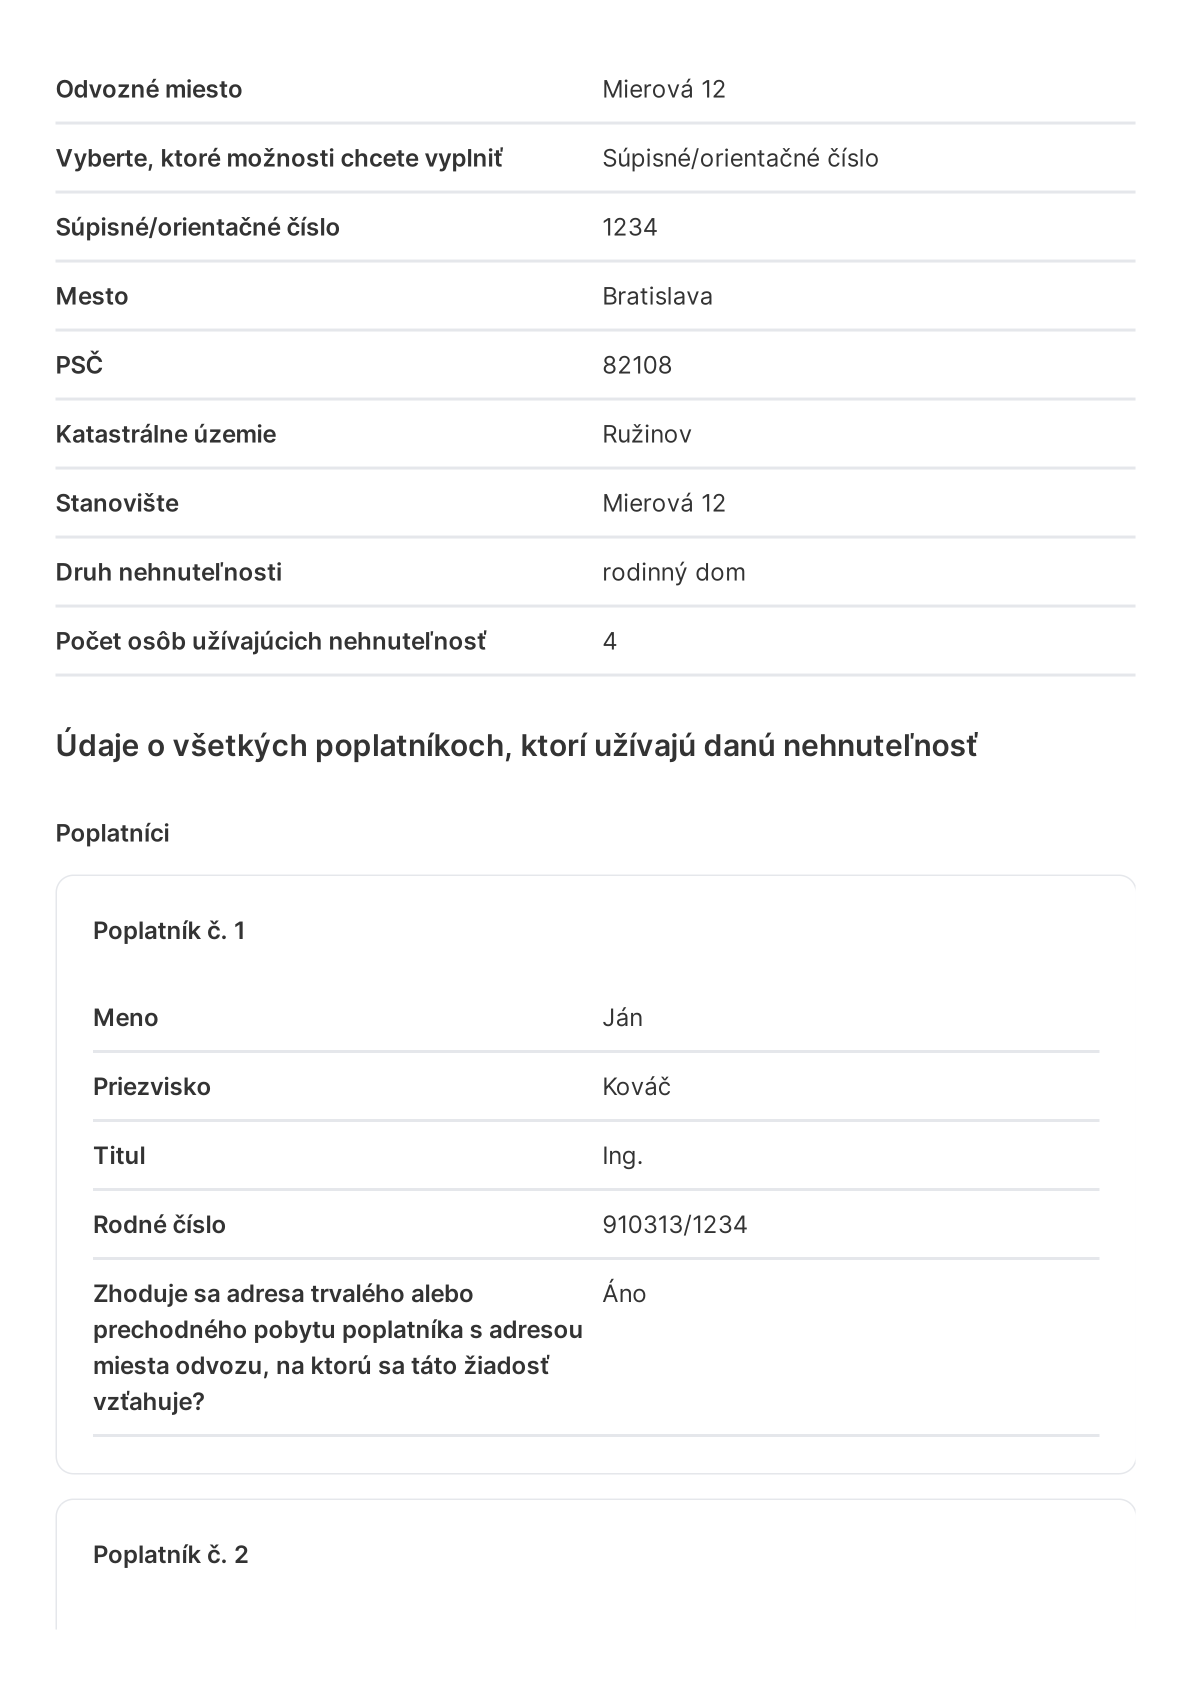 Odvozné miesto Mierová 12
Vyberte, ktoré možnosti chcete vyplniť Súpisné/orientačné číslo
Súpisné/orientačné číslo 1234
Mesto Bratislava
PSČ 82108
Katastrálne územie Ružinov
Stanovište Mierová 12
Druh nehnuteľnosti rodinný dom
Počet osôb užívajúcich nehnuteľnosť 4
Údaje o všetkých poplatníkoch, ktorí užívajú danú nehnuteľnosť
Poplatníci
Poplatník č. 1
Meno Ján
Priezvisko Kováč
Titul Ing.
Rodné číslo 910313/1234
Zhoduje sa adresa trvalého alebo Áno
prechodného pobytu poplatníka s adresou
miesta odvozu, na ktorú sa táto žiadosť
vzťahuje?
Poplatník č. 2